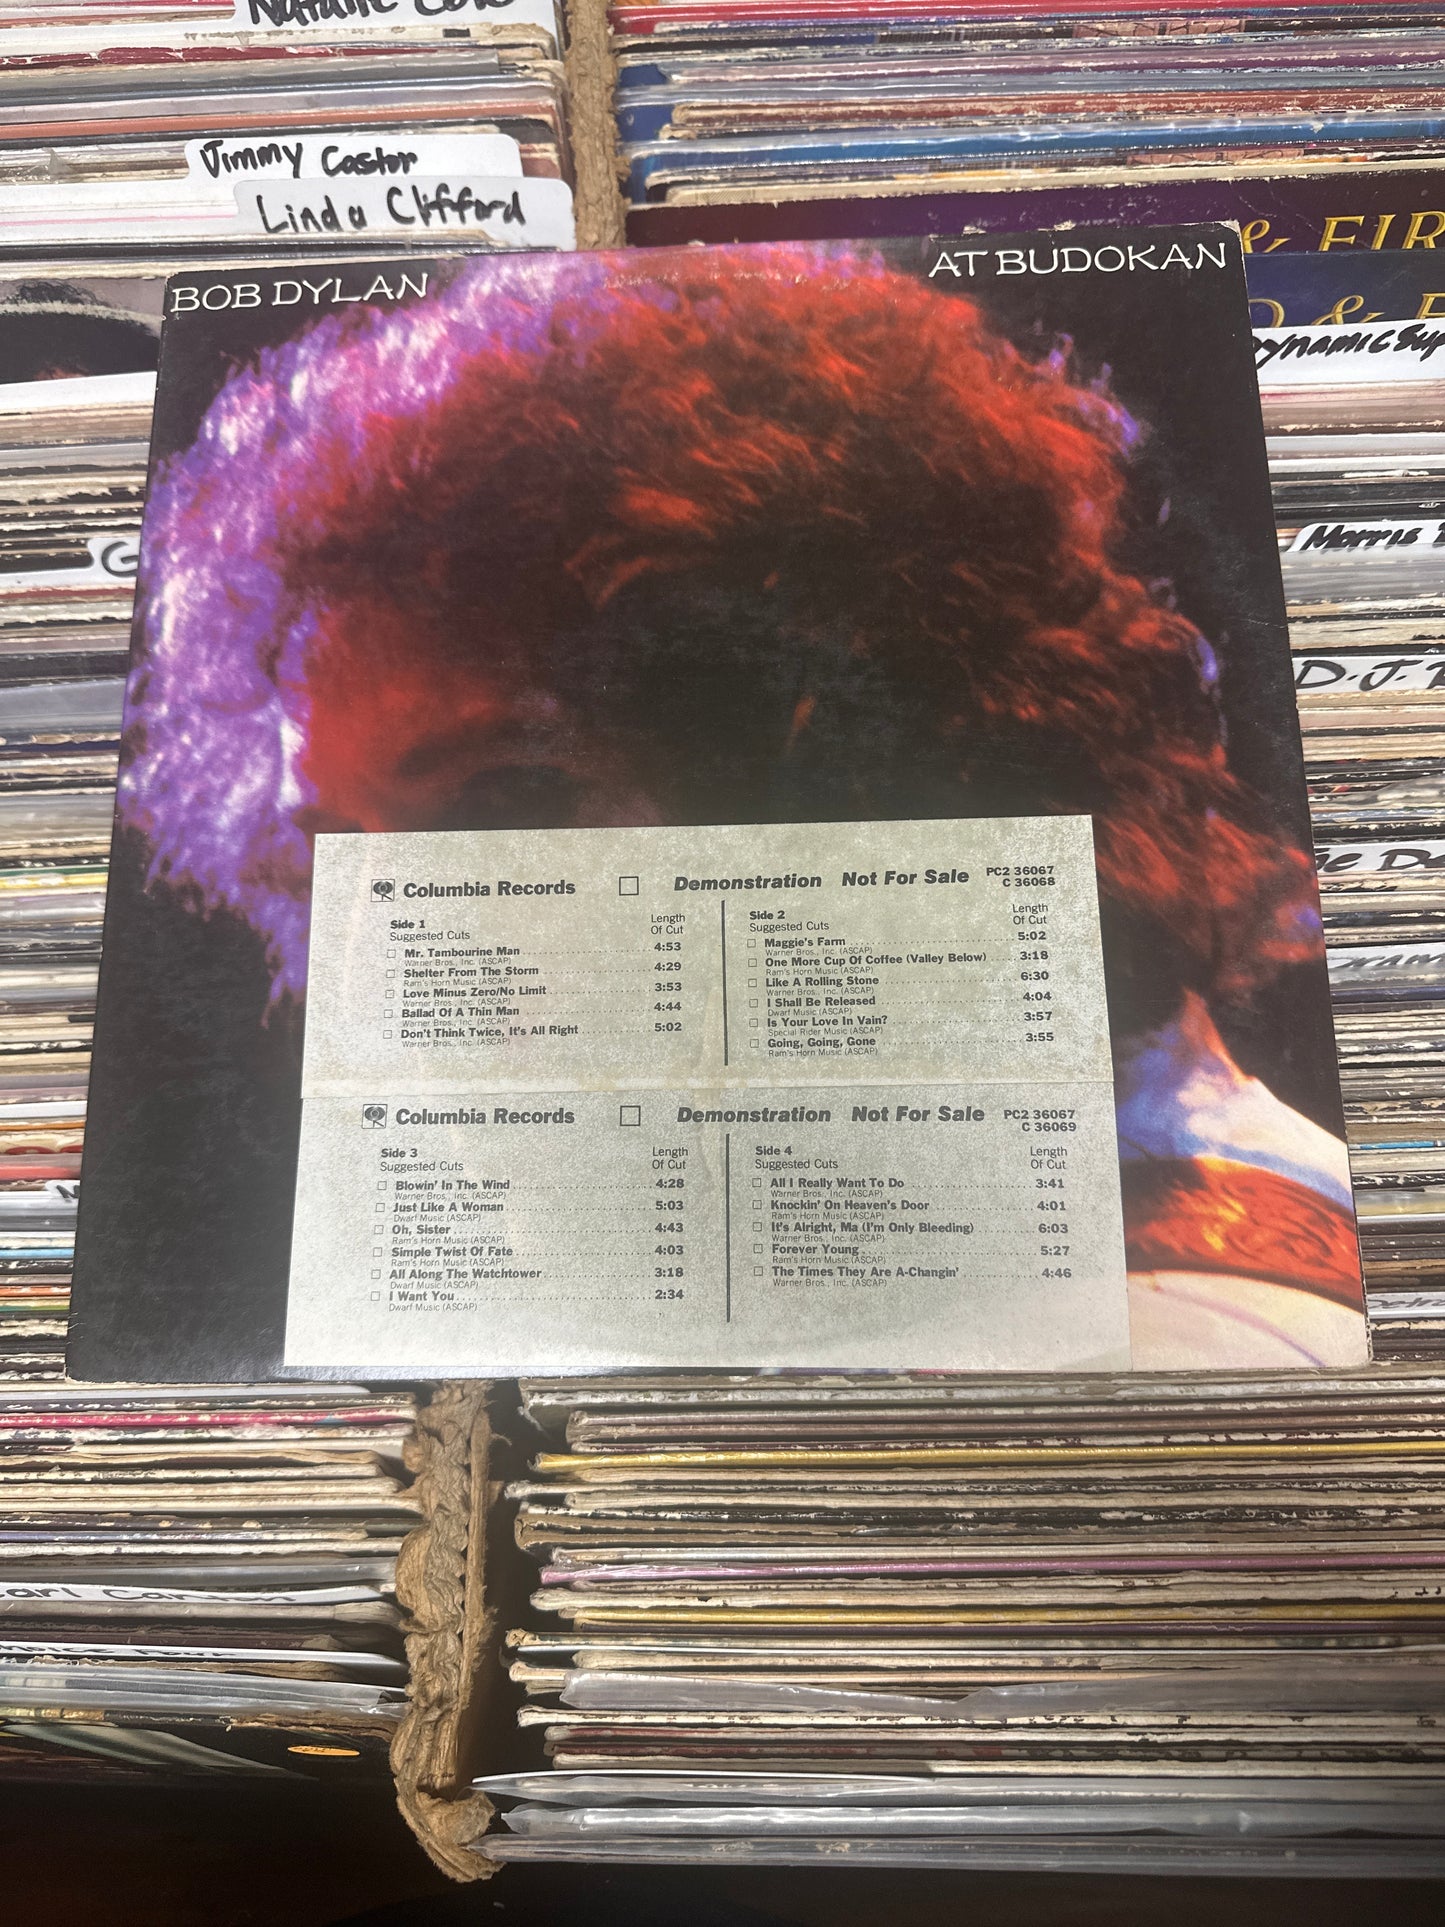 Natalie Cole
Jimmy Castor
Linda Clifford
& FIR
& 
BOB DYLAN
AT BUDOKAN
Dynamic Sup
Morris
D.J.
Columbia Records
Demonstration Not For Sale
PC2 36067
C 36068
Side 1
Suggested Cuts
Length
Of Cut
Mr. Tambourine Man 4:53
Warner Bros., Inc. (ASCAP)
Shelter From The Storm 4:29
Ram's Horn Music (ASCAP)
Love Minus Zero/No Limit 3:53
Warner Bros., Inc. (ASCAP)
Ballad Of A Thin Man 4:44
Warner Bros., Inc. (ASCAP)
Don't Think Twice, It's All Right 5:02
Warner Bros., Inc. (ASCAP)
Side 2
Suggested Cuts
Length
Of Cut
Maggie's Farm 5:02
Warner Bros., Inc. (ASCAP)
One More Cup Of Coffee (Valley Below) 3:18
Ram's Horn Music (ASCAP)
Like A Rolling Stone 6:30
Warner Bros., Inc. (ASCAP)
I Shall Be Released 4:04
Dwarf Music (ASCAP)
Is Your Love In Vain? 3:57
Special Rider Music (ASCAP)
Going, Going, Gone 3:55
Ram's Horn Music (ASCAP)
Columbia Records
Demonstration Not For Sale
PC2 36067
C 36069
Side 3
Suggested Cuts
Length
Of Cut
Blowin' In The Wind 4:28
Warner Bros., Inc. (ASCAP)
Just Like A Woman 5:03
Dwarf Music (ASCAP)
Oh, Sister 4:43
Ram's Horn Music (ASCAP)
Simple Twist Of Fate 4:03
Ram's Horn Music (ASCAP)
All Along The Watchtower 3:18
Dwarf Music (ASCAP)
I Want You 2:34
Dwarf Music (ASCAP)
Side 4
Suggested Cuts
Length
Of Cut
All I Really Want To Do 3:41
Warner Bros., Inc. (ASCAP)
Knockin' On Heaven's Door 4:01
Ram's Horn Music (ASCAP)
It's Alright, Ma (I'm Only Bleeding) 6:03
Warner Bros., Inc. (ASCAP)
Forever Young 5:27
Ram's Horn Music (ASCAP)
The Times They Are A-Changin' 4:46
Warner Bros., Inc. (ASCAP)